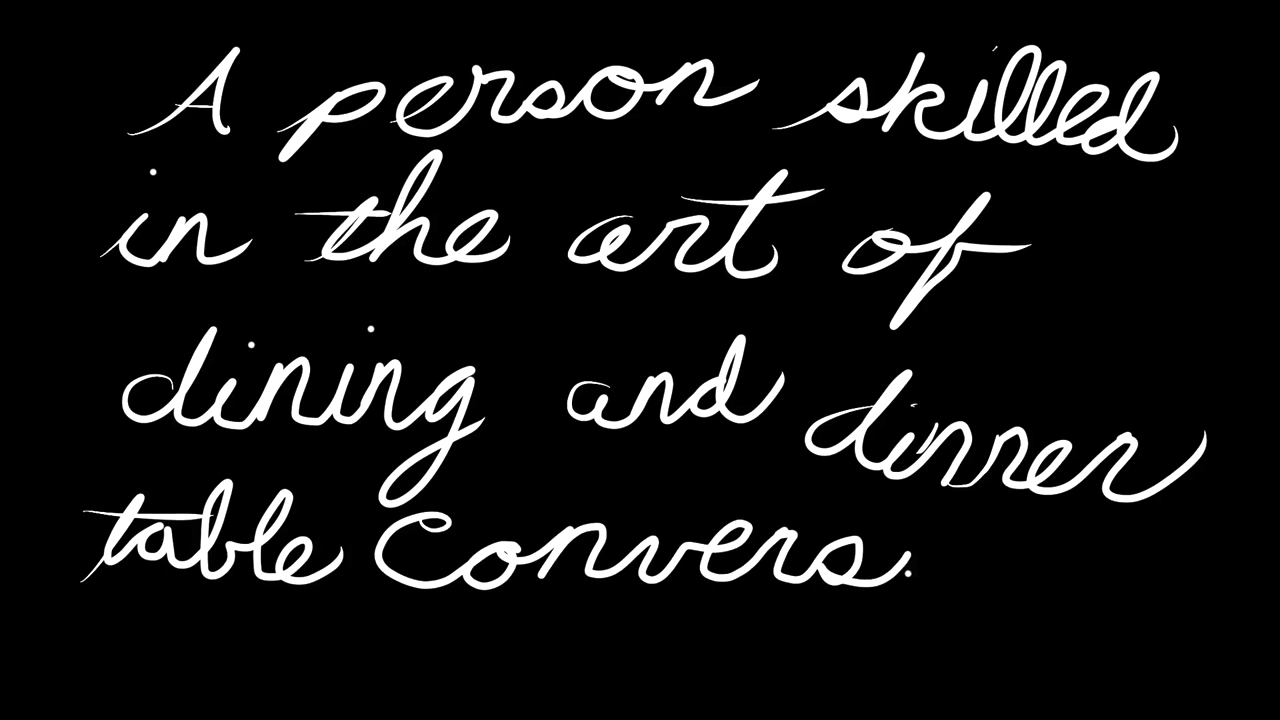 A person skilled
in the art of
dining and dinner
table Convers.